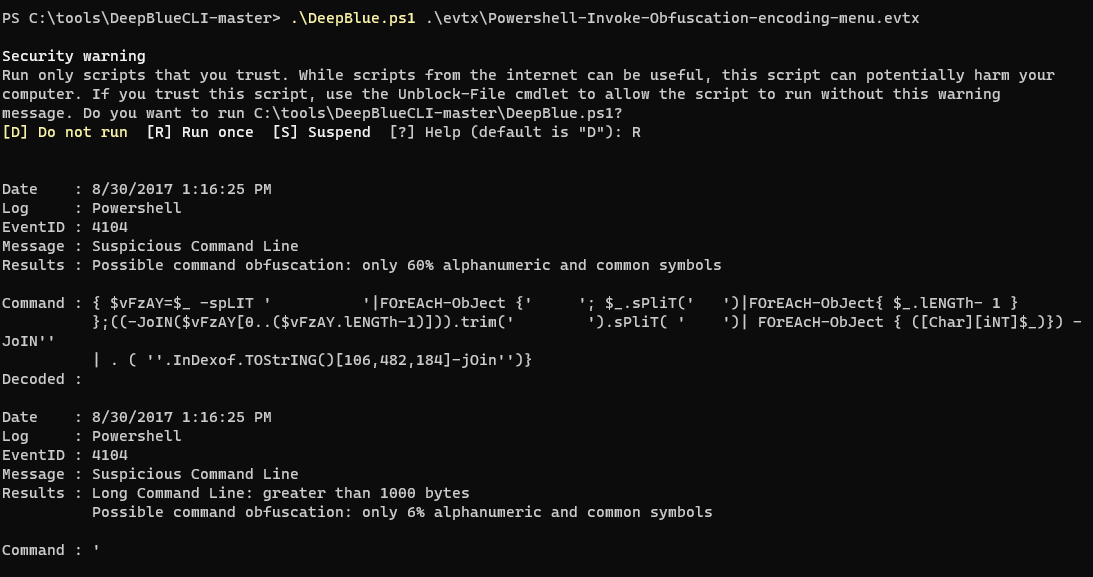 PS C:\tools\DeepBlueCLI-master> .\DeepBlue.ps1 .\evtx\Powershell-Invoke-Obfuscation-encoding-menu.evtx
Security warning
Run only scripts that you trust. While scripts from the internet can be useful, this script can potentially harm your
computer. If you trust this script, use the Unblock-File cmdlet to allow the script to run without this warning
message. Do you want to run C:\tools\DeepBlueCLI-master\DeepBlue.ps1?
[D] Do not run  [R] Run once  [S] Suspend  [?] Help (default is "D"): R
Date    : 8/30/2017 1:16:25 PM
Log     : Powershell
EventID : 4104
Message : Suspicious Command Line
Results : Possible command obfuscation: only 60% alphanumeric and common symbols
Command : { $vFzAY=$_ -spLIT '          '|FOrEAcH-ObJect {'     '; $_.sPliT('   ')|FOrEAcH-ObJect{ $_.lENGTh- 1 }
          };((-JoIN($vFzAY[0..($vFzAY.lENGTh-1)])).trim('        ').sPliT( '    ')| FOrEAcH-ObJect { ([Char][iNT]$_)}) -
JoIN''
          | . ( ''.InDexof.TOStrING()[106,482,184]-jOin'')}
Decoded :
Date    : 8/30/2017 1:16:25 PM
Log     : Powershell
EventID : 4104
Message : Suspicious Command Line
Results : Long Command Line: greater than 1000 bytes
          Possible command obfuscation: only 6% alphanumeric and common symbols
Command : '